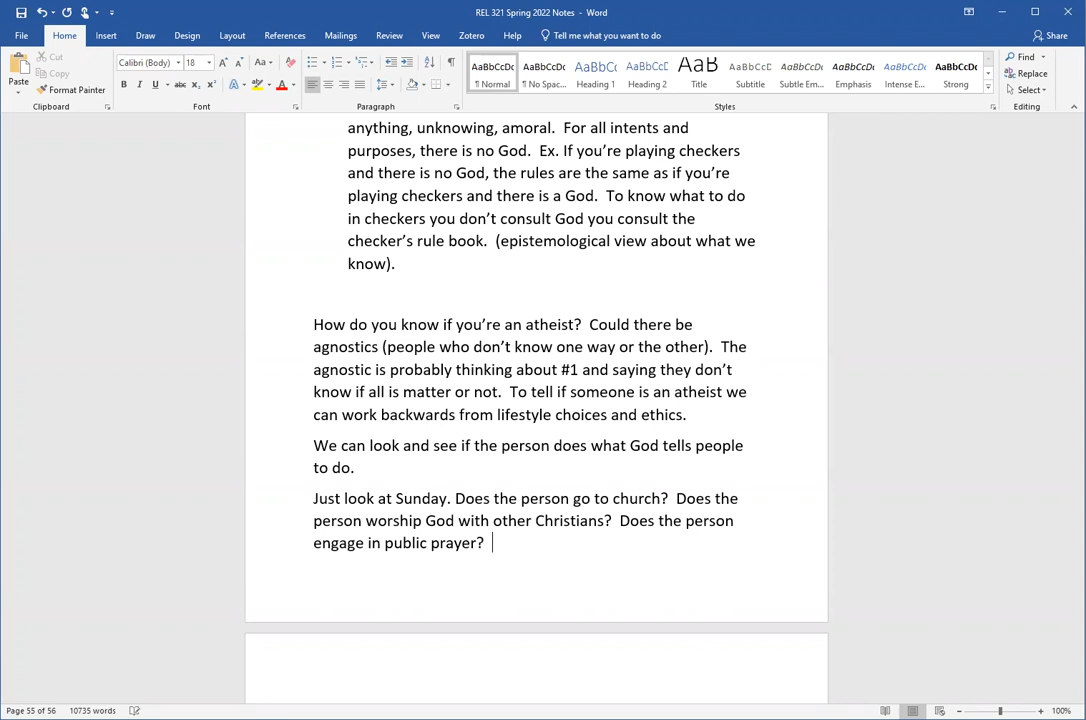 REL 321 Spring 2022 Notes - Word
File Home Insert Draw Design Layout References Mailings Review View Zotero Help Tell me what you want to do Share
Paste
Cut
Copy
Format Painter
Calibri (Body) 18
Clipboard Font Paragraph Styles Editing
AaBbCcDc AaBbCcDc AaBbCc AaBbCcD AaB AaBbCcD AaBbCcDc AaBbCcDc AaBbCcDc AaBbCcDc
¶ Normal ¶ No Spac... Heading 1 Heading 2 Title Subtitle Subtle Em... Emphasis Intense E... Strong
Find
Replace
Select
anything, unknowing, amoral. For all intents and
purposes, there is no God. Ex. If you’re playing checkers
and there is no God, the rules are the same as if you’re
playing checkers and there is a God. To know what to do
in checkers you don’t consult God you consult the
checker’s rule book. (epistemological view about what we
know).
How do you know if you’re an atheist? Could there be
agnostics (people who don’t know one way or the other). The
agnostic is probably thinking about #1 and saying they don’t
know if all is matter or not. To tell if someone is an atheist we
can work backwards from lifestyle choices and ethics.
We can look and see if the person does what God tells people
to do.
Just look at Sunday. Does the person go to church? Does the
person worship God with other Christians? Does the person
engage in public prayer?
Page 55 of 56 10735 words
100%